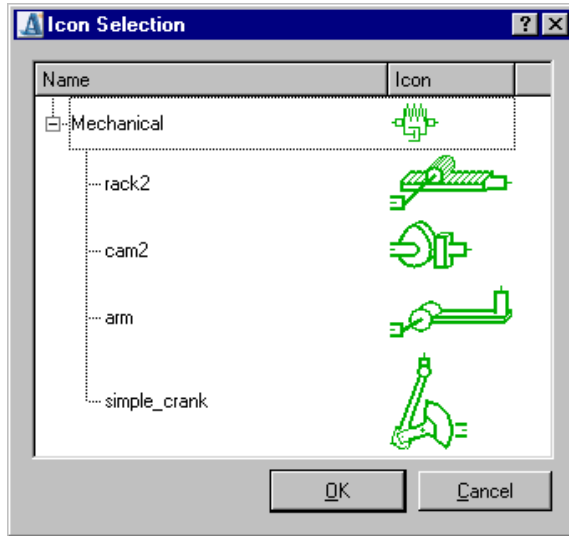 Icon Selection
Name Icon
Mechanical
rack2
cam2
arm
simple_crank
OK Cancel